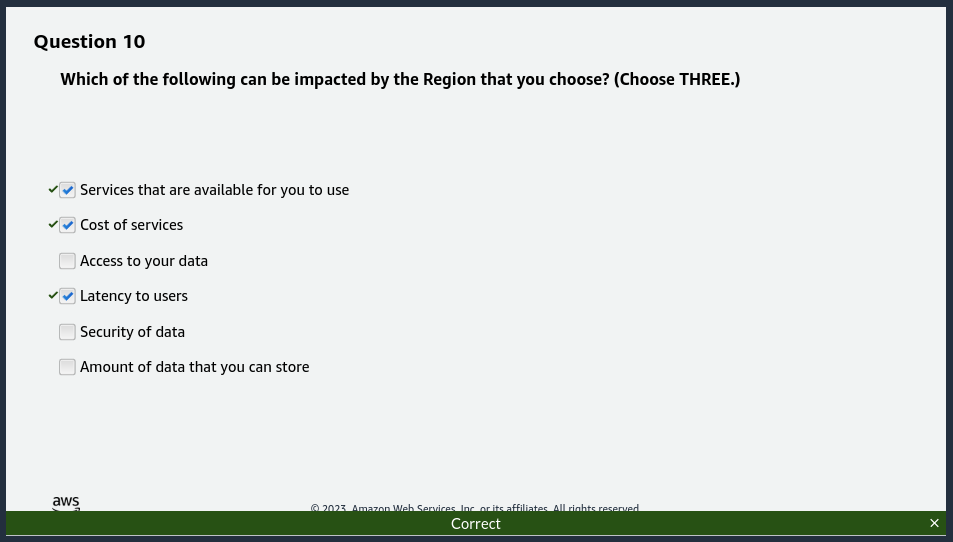 Question 10
Which of the following can be impacted by the Region that you choose? (Choose THREE.)
Services that are available for you to use
Cost of services
Access to your data
Latency to users
Security of data
Amount of data that you can store
aws
© 2023, Amazon Web Services, Inc. or its affiliates. All rights reserved.
Correct